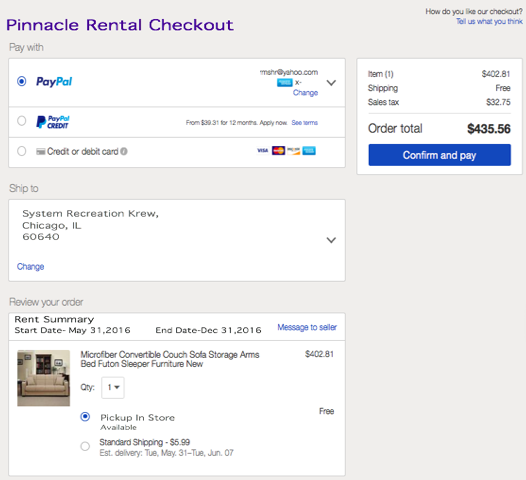 How do you like our checkout?
Tell us what you think
Pinnacle Rental Checkout
Pay with
PayPal
rmshr@yahoo.com
x-
Change
PayPal CREDIT
From $39.31 for 12 months. Apply now. See terms
Credit or debit card
VISA
Item (1) $402.81
Shipping Free
Sales tax $32.75
Order total $435.56
Confirm and pay
Ship to
System Recreation Krew,
Chicago, IL
60640
Change
Review your order
Rent Summary
Start Date- May 31,2016 End Date-Dec 31,2016
Message to seller
Microfiber Convertible Couch Sofa Storage Arms $402.81
Bed Futon Sleeper Furniture New
Qty: 1
Pickup In Store Free
Available
Standard Shipping - $5.99
Est. delivery: Tue, May. 31–Tue, Jun. 07